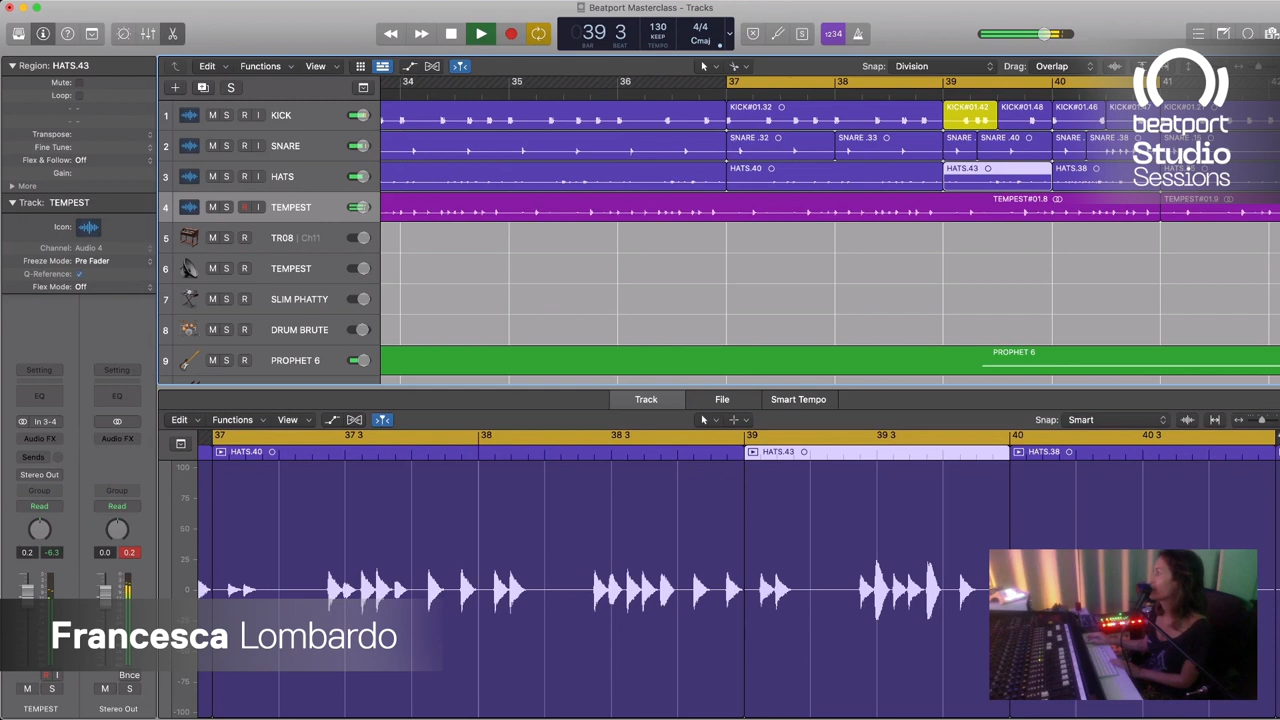 Beatport Masterclass - Tracks
39 3
BAR BEAT
130
KEEP
TEMPO
4/4
Cmaj
1234
Region: HATS.43
Mute:
Loop:
Transpose:
Fine Tune:
Flex & Follow: Off
Gain:
More
Track: TEMPEST
Icon:
Channel: Audio 4
Freeze Mode: Pre Fader
Q-Reference:
Flex Mode: Off
Edit Functions View
Snap: Division
Drag: Overlap
34 35 36 37 38 39 40 41
1 M S R I KICK
KICK#01.32 KICK#01.42 KICK#01.48 KICK#01.46
2 M S R I SNARE
SNARE .32 SNARE .33 SNARE . SNARE .40 SNARE . SNARE .38 SNARE .15
3 M S R I HATS
HATS.40 HATS.43 HATS.38
4 M S R I TEMPEST
TEMPEST#01.8 TEMPEST#01.9
5 M S R TR08 | Ch11
6 M S R TEMPEST
7 M S R SLIM PHATTY
8 M S R DRUM BRUTE
9 M S R PROPHET 6
PROPHET 6
beatport
Studio
Sessions
Track File Smart Tempo
Edit Functions View
Snap: Smart
37 37 3 38 38 3 39 39 3 40 40 3
HATS.40 HATS.43 HATS.38
100
75
50
25
0
-25
-75
-100
Setting Setting
EQ EQ
In 3-4
Audio FX Audio FX
Sends
Stereo Out
Group Group
Read Read
0.2 -6.3 0.0 0.2
R I Bnce
M S M S
TEMPEST Stereo Out
Francesca Lombardo